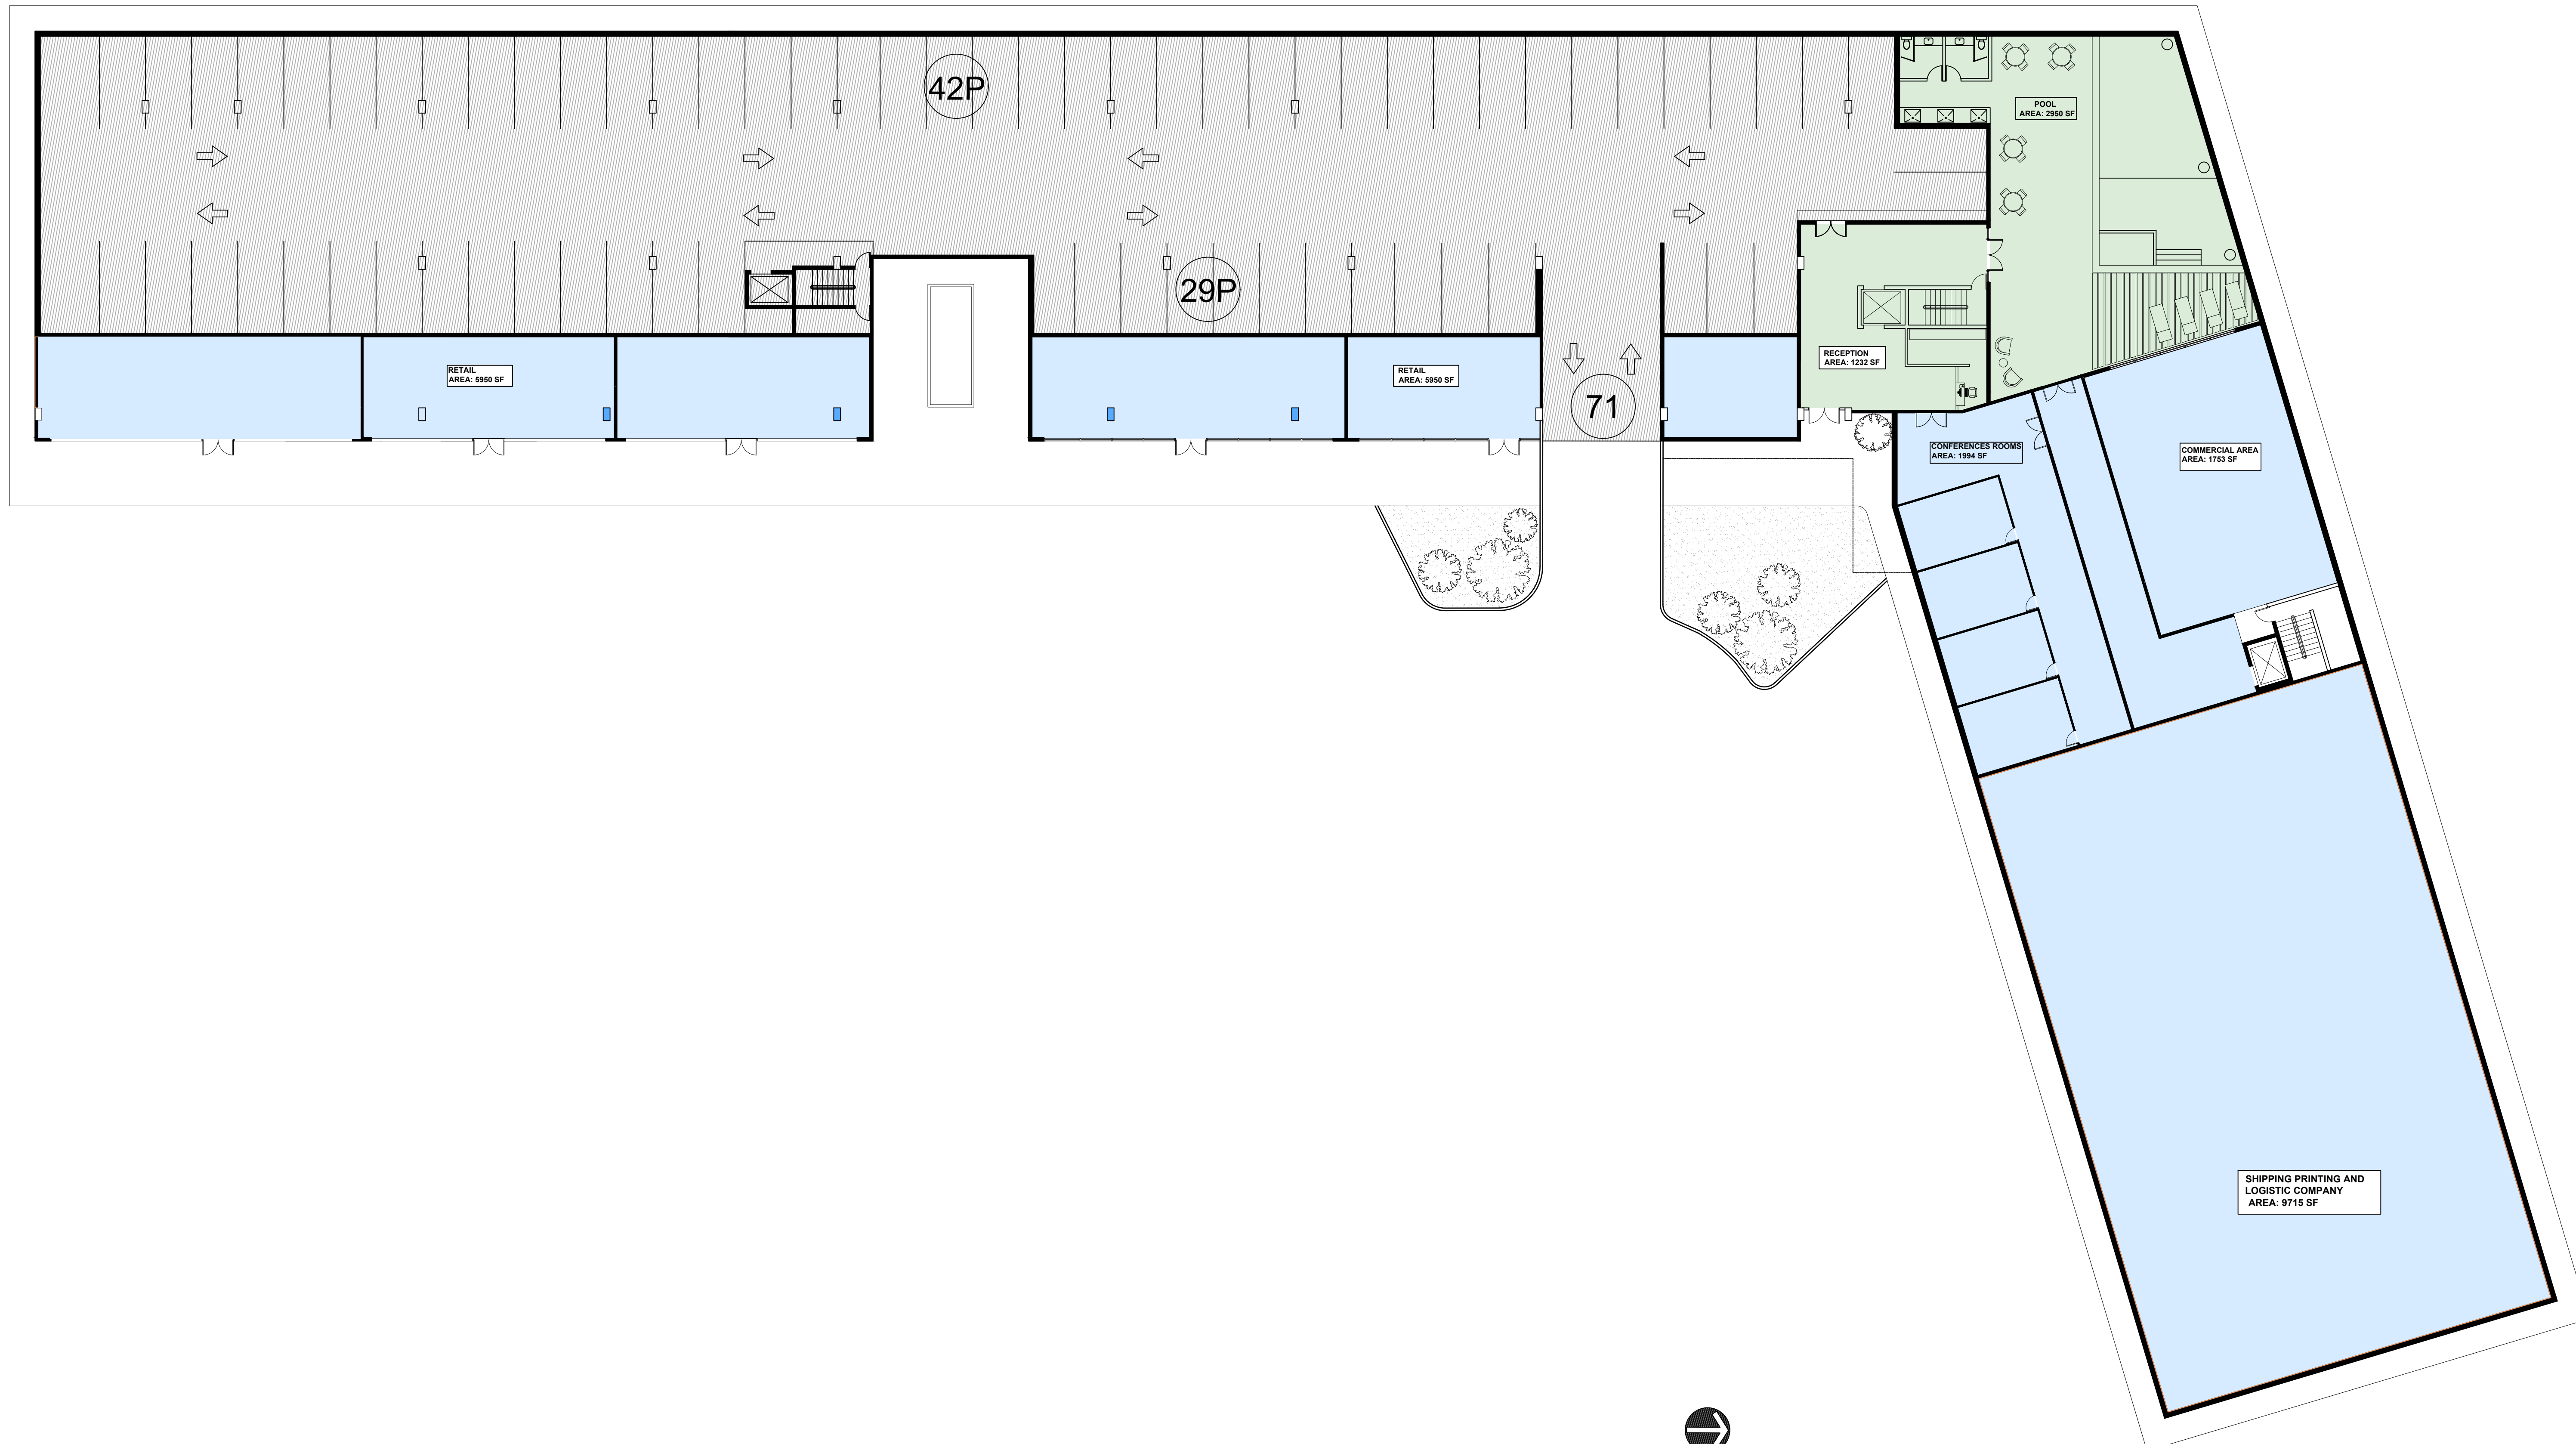 42P
POOL
AREA: 2950 SF
29P
RETAIL
AREA: 5950 SF
RETAIL
AREA: 5950 SF
71
RECEPTION
AREA: 1232 SF
CONFERENCES ROOMS
AREA: 1994 SF
COMMERCIAL AREA
AREA: 1753 SF
SHIPPING PRINTING AND
LOGISTIC COMPANY
AREA: 9715 SF